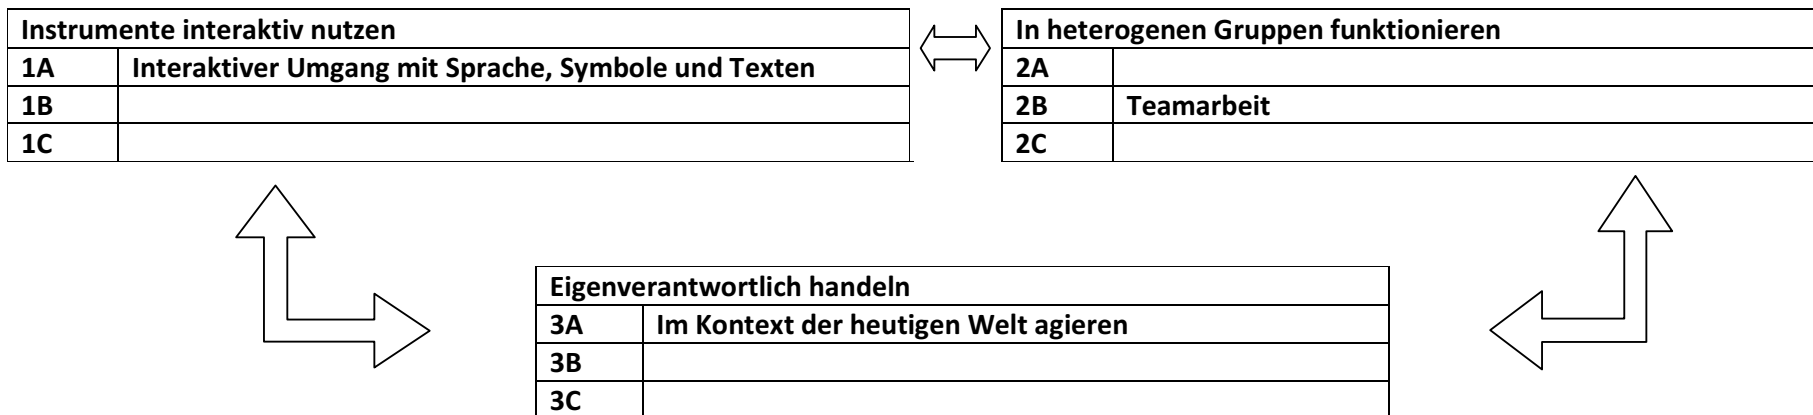 Instrumente interaktiv nutzen
1A Interaktiver Umgang mit Sprache, Symbole und Texten
1B
1C
In heterogenen Gruppen funktionieren
2A
2B Teamarbeit
2C
Eigenverantwortlich handeln
3A Im Kontext der heutigen Welt agieren
3B
3C